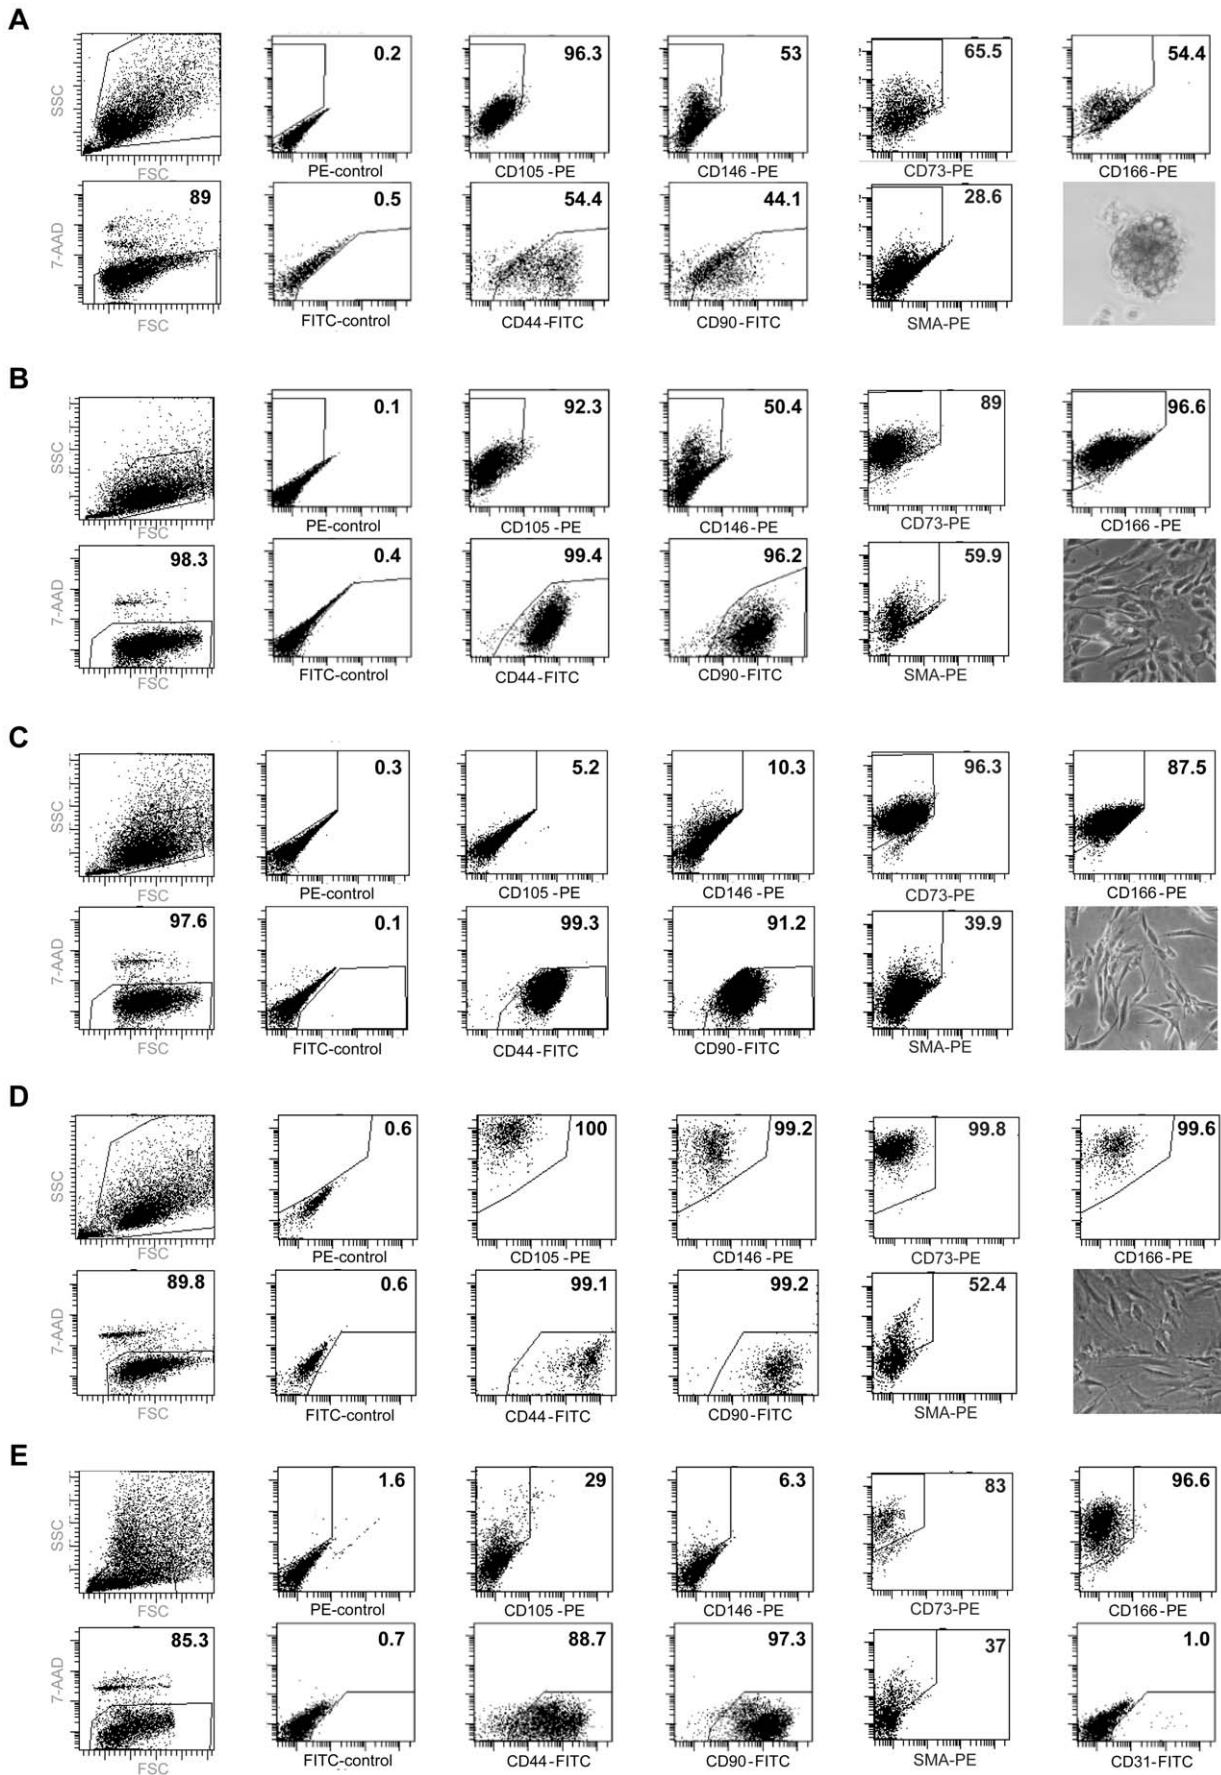 A
P1
SSC
0.2
96.3
53
65.5
54.4
FSC
PE-control
CD105 -PE
CD146 -PE
CD73-PE
CD166-PE
89
7-AAD
0.5
54.4
44.1
28.6
FSC
FITC-control
CD44-FITC
CD90-FITC
SMA-PE
B
SSC
0.1
92.3
50.4
89
96.6
FSC
PE-control
CD105-PE
CD146-PE
CD73-PE
CD166-PE
98.3
7-AAD
0.4
99.4
96.2
59.9
FSC
FITC-control
CD44-FITC
CD90-FITC
SMA-PE
C
SSC
0.3
5.2
10.3
96.3
87.5
FSC
PE-control
CD105 -PE
CD146 -PE
CD73-PE
CD166-PE
97.6
7-AAD
0.1
99.3
91.2
39.9
FSC
FITC-control
CD44-FITC
CD90-FITC
SMA-PE
D
P1
SSC
0.6
100
99.2
99.8
99.6
FSC
PE-control
CD105-PE
CD146-PE
CD73-PE
CD166-PE
89.8
7-AAD
0.6
99.1
99.2
52.4
FSC
FITC-control
CD44-FITC
CD90-FITC
SMA-PE
E
SSC
1.6
29
6.3
83
96.6
FSC
PE-control
CD105 -PE
CD146 -PE
CD73-PE
CD166-PE
85.3
7-AAD
0.7
88.7
97.3
37
1.0
FSC
FITC-control
CD44-FITC
CD90-FITC
SMA-PE
CD31-FITC